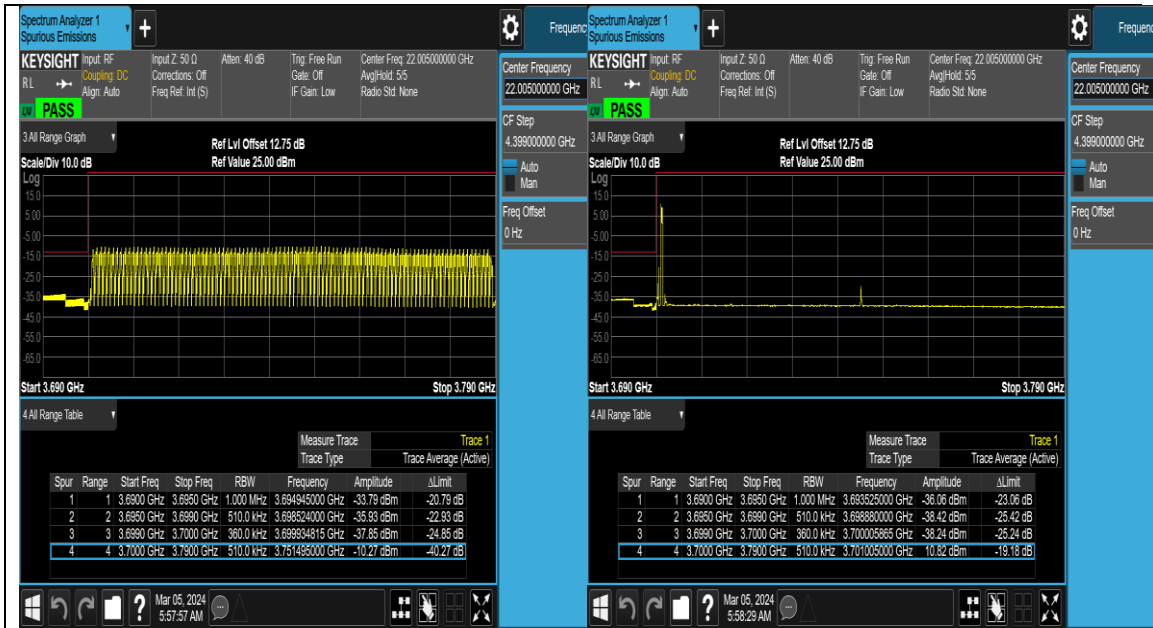 Spectrum Analyzer 1
Spurious Emissions
+
Frequenc
KEYSIGHT Input: RF
R L
Coupling: DC
Align: Auto
Input Z: 50 Ω
Corrections: Off
Freq Ref: Int (S)
Atten: 40 dB
Trig: Free Run
Gate: Off
IF Gain: Low
Center Freq: 22.005000000 GHz
Avg|Hold: 5/5
Radio Std: None
PASS
Center Frequency
22.005000000 GHz
CF Step
4.399000000 GHz
Auto
Man
Freq Offset
0 Hz
3 All Range Graph
Ref Lvl Offset 12.75 dB
Scale/Div 10.0 dB
Ref Value 25.00 dBm
Log
15.0
5.00
-5.00
-15.0
-25.0
-35.0
-45.0
-55.0
-65.0
Start 3.690 GHz
Stop 3.790 GHz
4 All Range Table
Measure Trace Trace 1
Trace Type Trace Average (Active)
Spur Range Start Freq Stop Freq RBW Frequency Amplitude ΔLimit
1 1 3.6900 GHz 3.6950 GHz 1.000 MHz 3.694945000 GHz -33.79 dBm -20.79 dB
2 2 3.6950 GHz 3.6990 GHz 510.0 kHz 3.698524000 GHz -35.93 dBm -22.93 dB
3 3 3.6990 GHz 3.7000 GHz 360.0 kHz 3.699934815 GHz -37.85 dBm -24.85 dB
4 4 3.7000 GHz 3.7900 GHz 510.0 kHz 3.751495000 GHz -10.27 dBm -40.27 dB
?
Mar 05, 2024
5:57:57 AM
Spectrum Analyzer 1
Spurious Emissions
+
Frequenc
KEYSIGHT Input: RF
R L
Coupling: DC
Align: Auto
Input Z: 50 Ω
Corrections: Off
Freq Ref: Int (S)
Atten: 40 dB
Trig: Free Run
Gate: Off
IF Gain: Low
Center Freq: 22.005000000 GHz
Avg|Hold: 5/5
Radio Std: None
PASS
Center Frequency
22.005000000 GHz
CF Step
4.399000000 GHz
Auto
Man
Freq Offset
0 Hz
3 All Range Graph
Ref Lvl Offset 12.75 dB
Scale/Div 10.0 dB
Ref Value 25.00 dBm
Log
15.0
5.00
-5.00
-15.0
-25.0
-35.0
-45.0
-55.0
-65.0
Start 3.690 GHz
Stop 3.790 GHz
4 All Range Table
Measure Trace Trace 1
Trace Type Trace Average (Active)
Spur Range Start Freq Stop Freq RBW Frequency Amplitude ΔLimit
1 1 3.6900 GHz 3.6950 GHz 1.000 MHz 3.693525000 GHz -36.06 dBm -23.06 dB
2 2 3.6950 GHz 3.6990 GHz 510.0 kHz 3.698880000 GHz -38.42 dBm -25.42 dB
3 3 3.6990 GHz 3.7000 GHz 360.0 kHz 3.700005865 GHz -38.24 dBm -25.24 dB
4 4 3.7000 GHz 3.7900 GHz 510.0 kHz 3.701005000 GHz 10.82 dBm -19.18 dB
?
Mar 05, 2024
5:58:29 AM